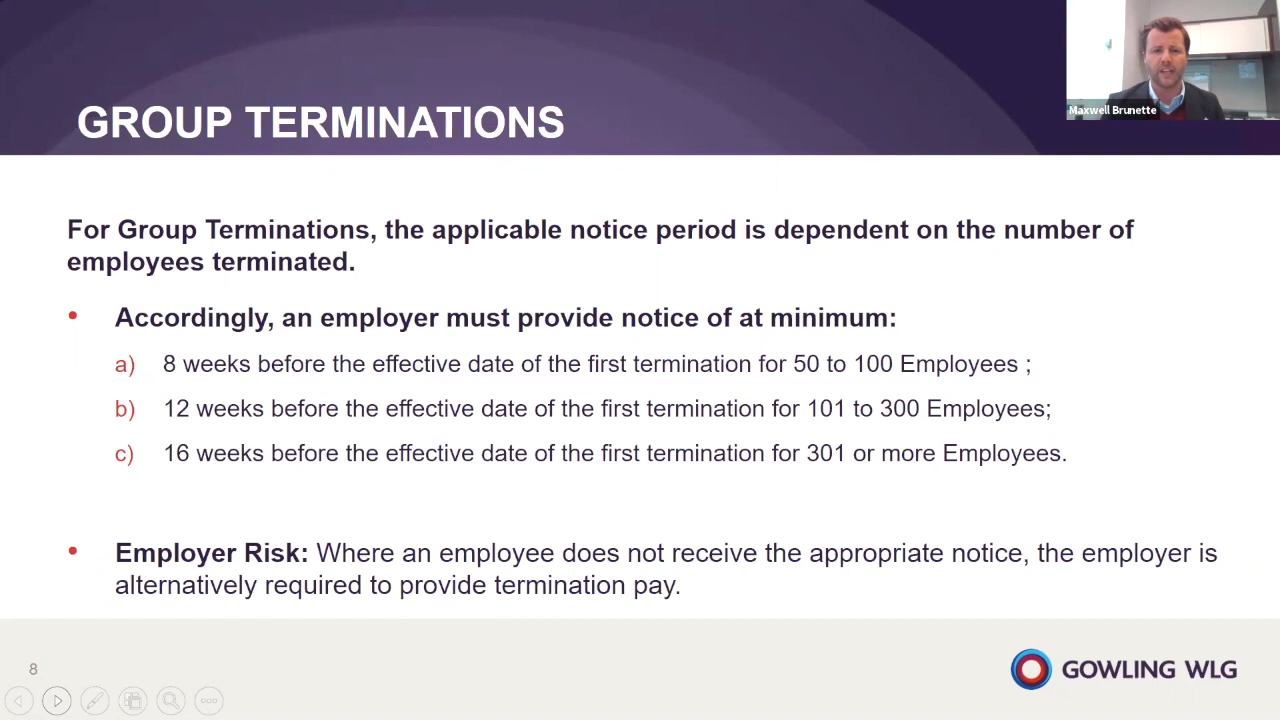 Maxwell Brunette
GROUP TERMINATIONS
For Group Terminations, the applicable notice period is dependent on the number of
employees terminated.
• Accordingly, an employer must provide notice of at minimum:
a) 8 weeks before the effective date of the first termination for 50 to 100 Employees ;
b) 12 weeks before the effective date of the first termination for 101 to 300 Employees;
c) 16 weeks before the effective date of the first termination for 301 or more Employees.
• Employer Risk: Where an employee does not receive the appropriate notice, the employer is
alternatively required to provide termination pay.
8
GOWLING WLG